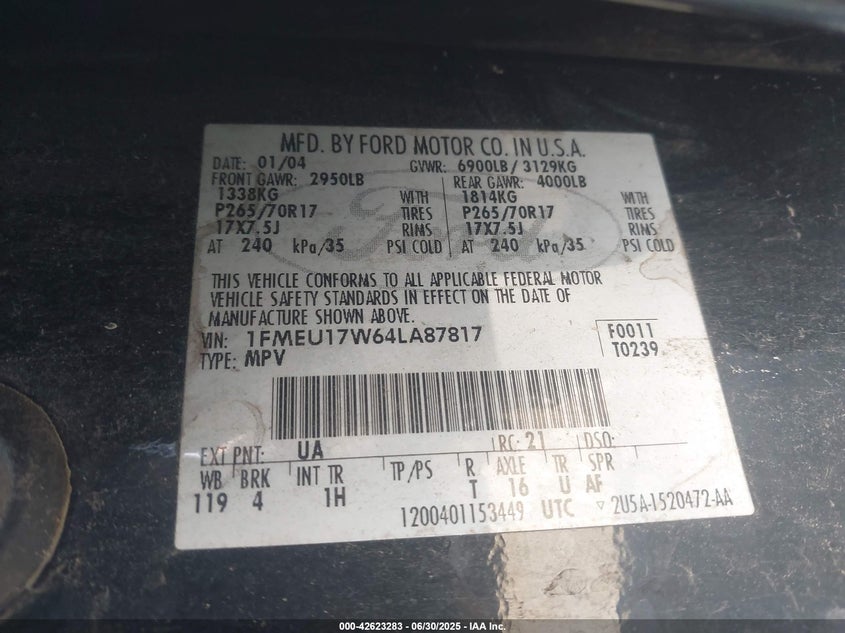 MFD. BY FORD MOTOR CO. IN U.S.A.
DATE: 01/04 GVWR: 6900LB / 3129KG
FRONT GAWR: 2950LB REAR GAWR: 4000LB
1338KG WITH 1814KG WITH
P265/70R17 TIRES P265/70R17 TIRES
17X7.5J RIMS 17X7.5J RIMS
AT 240 kPa/35 PSI COLD AT 240 kPa/35 PSI COLD
Ford
THIS VEHICLE CONFORMS TO ALL APPLICABLE FEDERAL MOTOR
VEHICLE SAFETY STANDARDS IN EFFECT ON THE DATE OF
MANUFACTURE SHOWN ABOVE.
VIN: 1FMEU17W64LA87817 F0011
TYPE: MPV T0239
EXT PNT: UA RC: 21 DSO:
WB BRK INT TR TP/PS R AXLE TR SPR
119 4 1H T 16 U AF
1200401153449 UTC ▽ 2U5A-1520472-AA
000-42623283 - 06/30/2025 - IAA Inc.